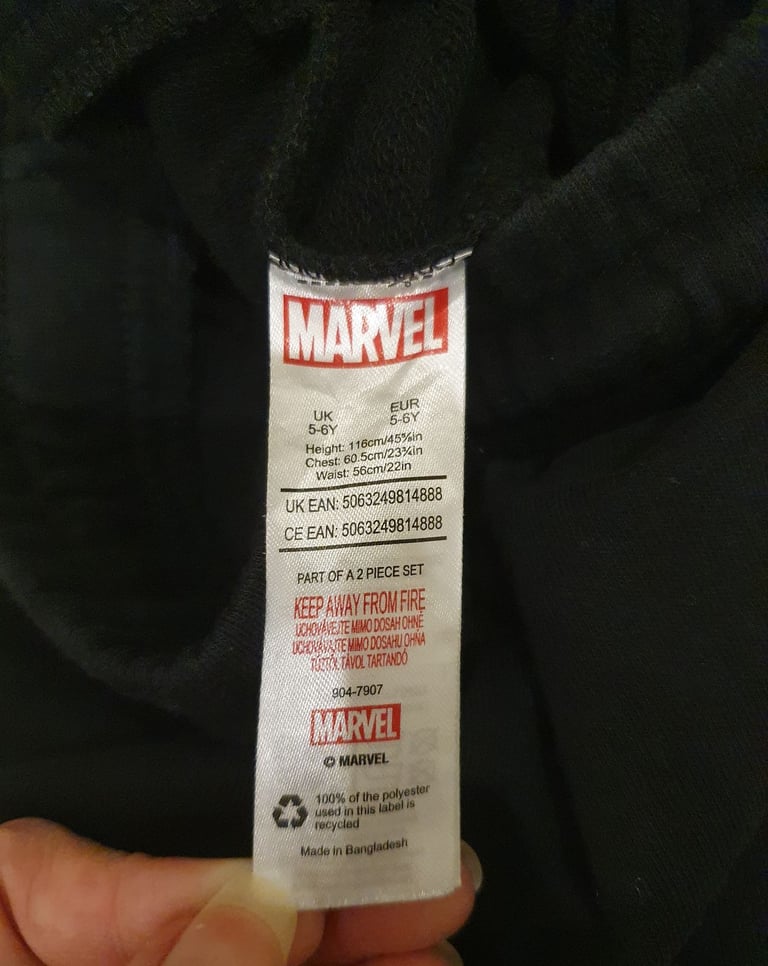 MARVEL
UK EUR
5-6Y 5-6Y
Height: 116cm/45⅝in
Chest: 60.5cm/23¾in
Waist: 56cm/22in
UK EAN: 5063249814888
CE EAN: 5063249814888
PART OF A 2 PIECE SET
KEEP AWAY FROM FIRE
UCHOVÁVEJTE MIMO DOSAH OHNĚ
UCHOVÁVAJTE MIMO DOSAHU OHŇA
TŰZTŐL TÁVOL TARTANDÓ
904-7907
MARVEL
© MARVEL
100% of the polyester
used in this label is
recycled
Made in Bangladesh